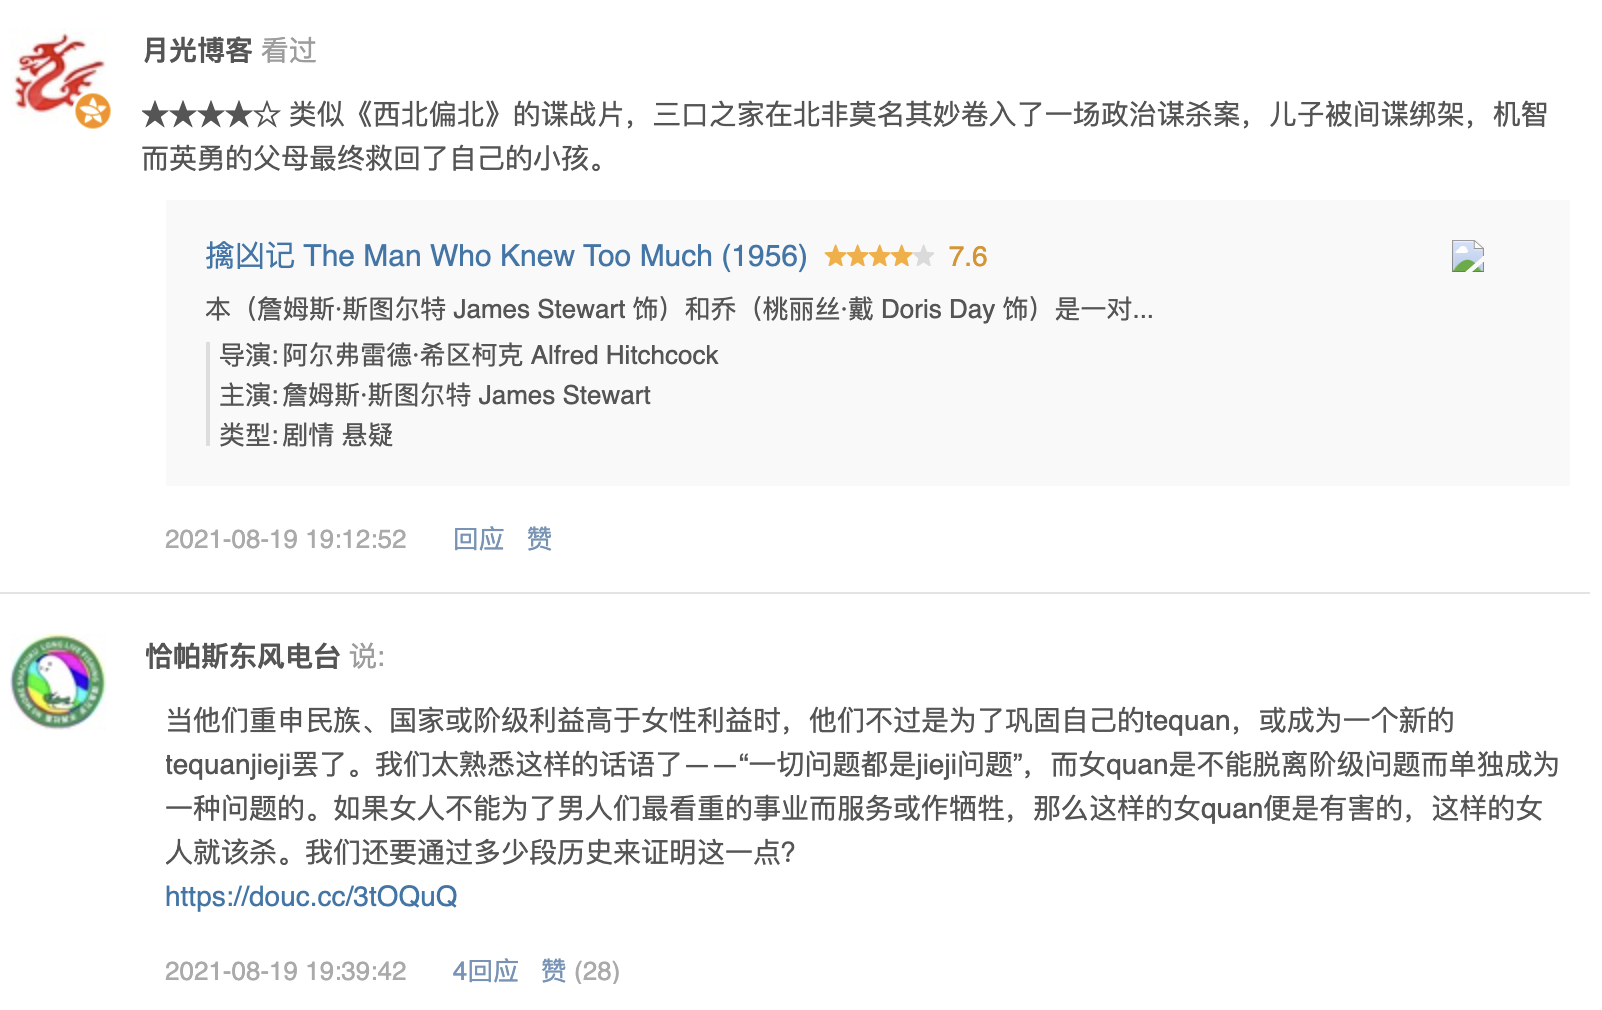 月光博客 看过
★★★★☆ 类似《西北偏北》的谍战片，三口之家在北非莫名其妙卷入了一场政治谋杀案，儿子被间谍绑架，机智
而英勇的父母最终救回了自己的小孩。
擒凶记 The Man Who Knew Too Much (1956) 7.6
本（詹姆斯·斯图尔特 James Stewart 饰）和乔（桃丽丝·戴 Doris Day 饰）是一对...
导演: 阿尔弗雷德·希区柯克 Alfred Hitchcock
主演: 詹姆斯·斯图尔特 James Stewart
类型: 剧情 悬疑
2021-08-19 19:12:52 回应 赞
恰帕斯东风电台 说:
当他们重申民族、国家或阶级利益高于女性利益时，他们不过是为了巩固自己的tequan，或成为一个新的
tequanjieji罢了。我们太熟悉这样的话语了——“一切问题都是jieji问题”，而女quan是不能脱离阶级问题而单独成为
一种问题的。如果女人不能为了男人们最看重的事业而服务或作牺牲，那么这样的女quan便是有害的，这样的女
人就该杀。我们还要通过多少段历史来证明这一点？
https://douc.cc/3tOQuQ
2021-08-19 19:39:42 4回应 赞 (28)